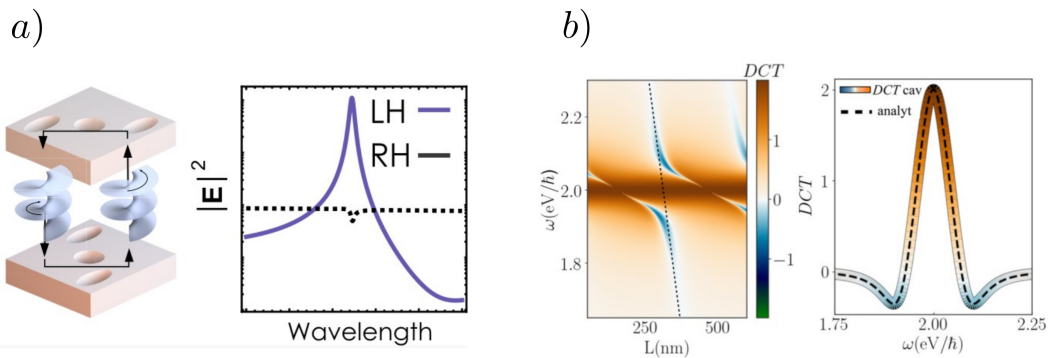 a)
LH
RH
|E|²
Wavelength
b)
DCT
2.2
2.0
1.8
ω(eV/ħ)
250
500
L(nm)
1
0
−1
DCT cav
analyt
2
1
0
DCT
1.75
2.00
2.25
ω(eV/ħ)